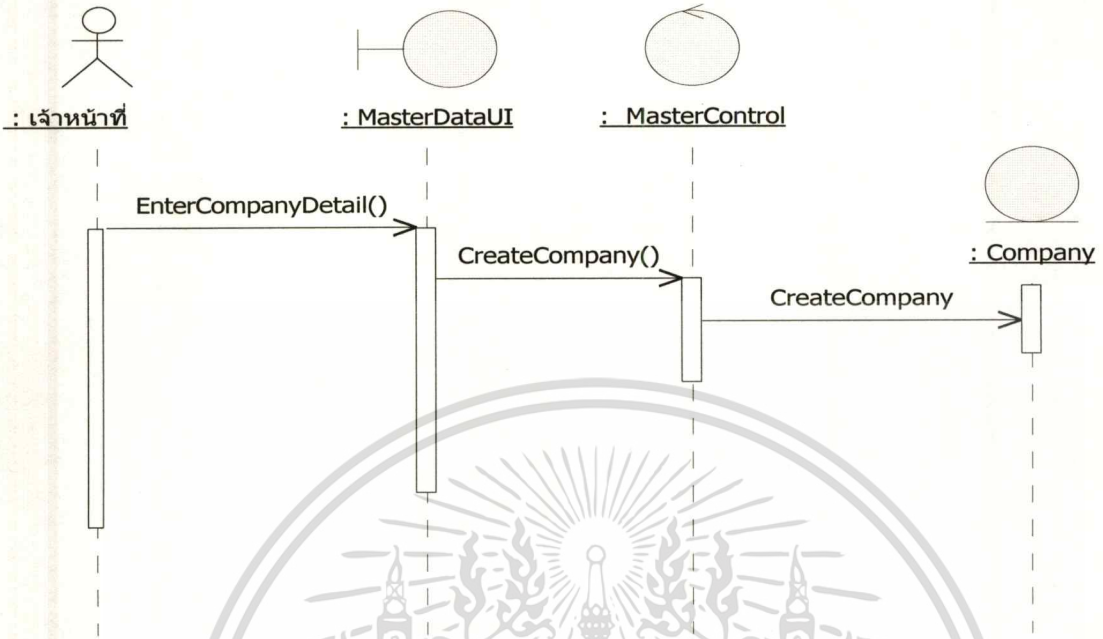 : เจ้าหน้าที่
: MasterDataUI
: MasterControl
: Company
EnterCompanyDetail()
CreateCompany()
CreateCompany